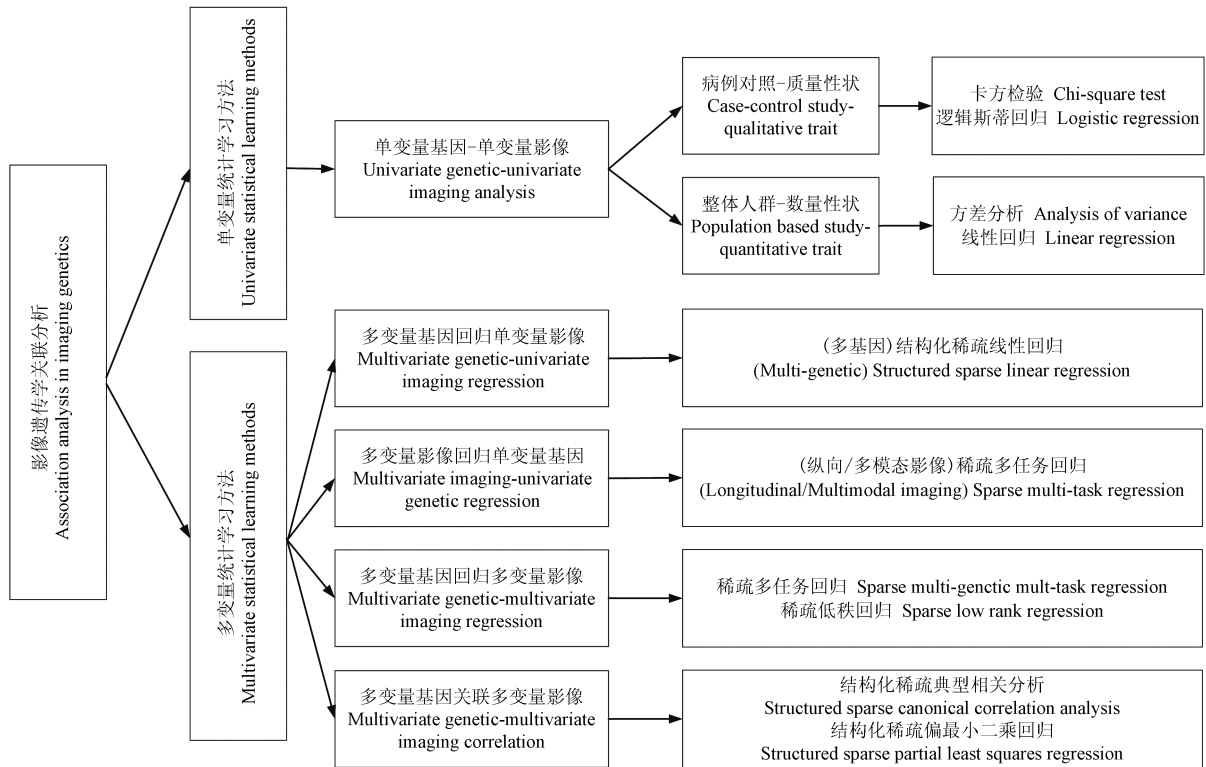 影像遗传学关联分析
Association analysis in imaging genetics
单变量统计学习方法
Univariate statistical learning methods
单变量基因-单变量影像
Univariate genetic-univariate
imaging analysis
病例对照-质量性状
Case-control study-
qualitative trait
卡方检验 Chi-square test
逻辑斯蒂回归 Logistic regression
整体人群-数量性状
Population based study-
quantitative trait
方差分析 Analysis of variance
线性回归 Linear regression
多变量统计学习方法
Multivariate statistical learning methods
多变量基因回归单变量影像
Multivariate genetic-univariate
imaging regression
(多基因)结构化稀疏线性回归
(Multi-genetic) Structured sparse linear regression
多变量影像回归单变量基因
Multivariate imaging-univariate
genetic regression
(纵向/多模态影像)稀疏多任务回归
(Longitudinal/Multimodal imaging) Sparse multi-task regression
多变量基因回归多变量影像
Multivariate genetic-multivariate
imaging regression
稀疏多任务回归 Sparse multi-genctic mult-task regression
稀疏低秩回归 Sparse low rank regression
多变量基因关联多变量影像
Multivariate genetic-multivariate
imaging correlation
结构化稀疏典型相关分析
Structured sparse canonical correlation analysis
结构化稀疏偏最小二乘回归
Structured sparse partial least squares regression